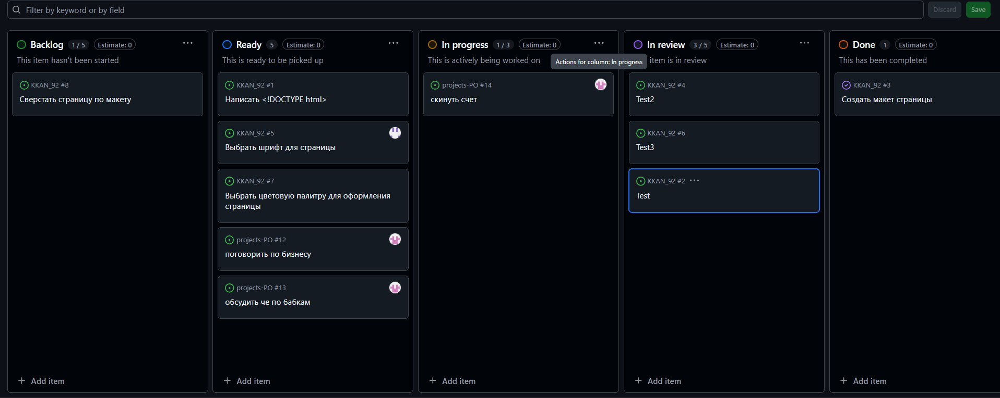 Filter by keyword or by field
Discard
Save
Backlog 1 / 5 Estimate: 0
This item hasn't been started
KKAN_92 #8
Сверстать страницу по макету
Add item
Ready 5 Estimate: 0
This is ready to be picked up
KKAN_92 #1
Написать <!DOCTYPE html>
KKAN_92 #5
Выбрать шрифт для страницы
KKAN_92 #7
Выбрать цветовую палитру для оформления
страницы
projects-PO #12
поговорить по бизнесу
projects-PO #13
обсудить че по бабкам
Add item
In progress 1 / 3 Estimate: 0
This is actively being worked on
Actions for column: In progress
projects-PO #14
скинуть счет
Add item
In review 3 / 5 Estimate: 0
item is in review
KKAN_92 #4
Test2
KKAN_92 #6
Test3
KKAN_92 #2
Test
Add item
Done 1 Estimate: 0
This has been completed
KKAN_92 #3
Создать макет страницы
Add item